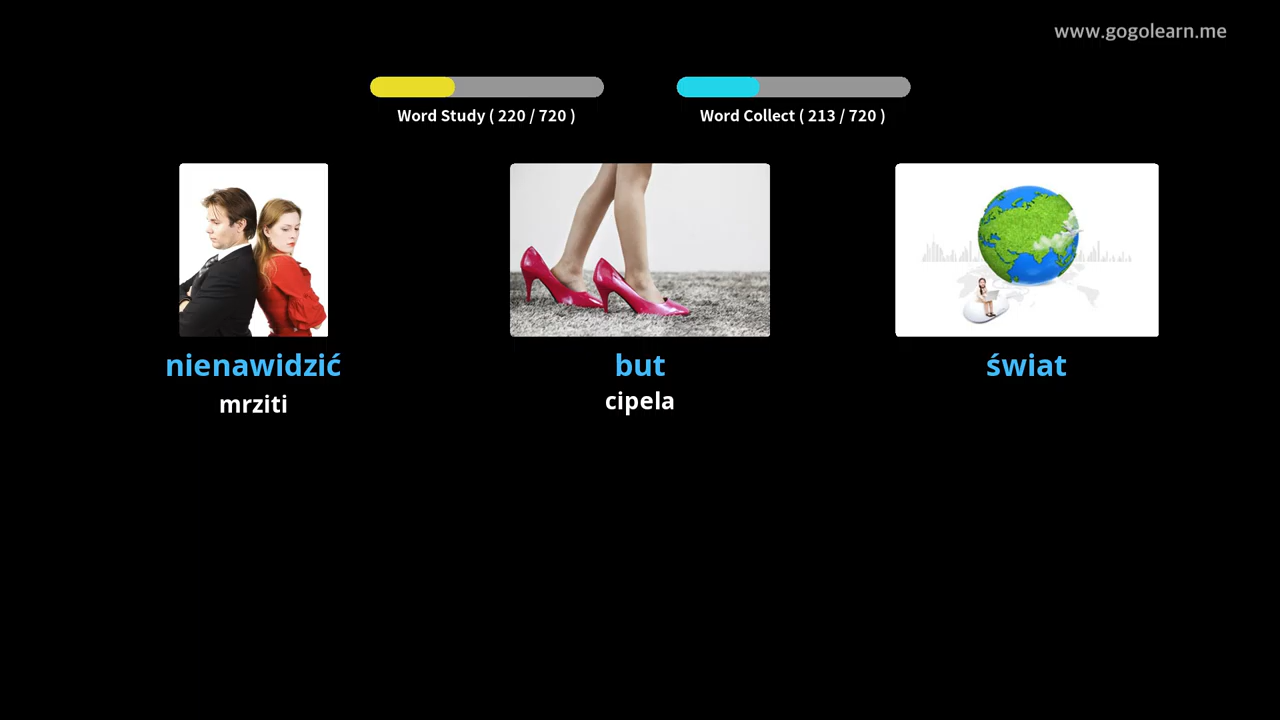 www.gogolearn.me
Word Study ( 220 / 720 )
Word Collect ( 213 / 720 )
nienawidzić
mrziti
but
cipela
świat